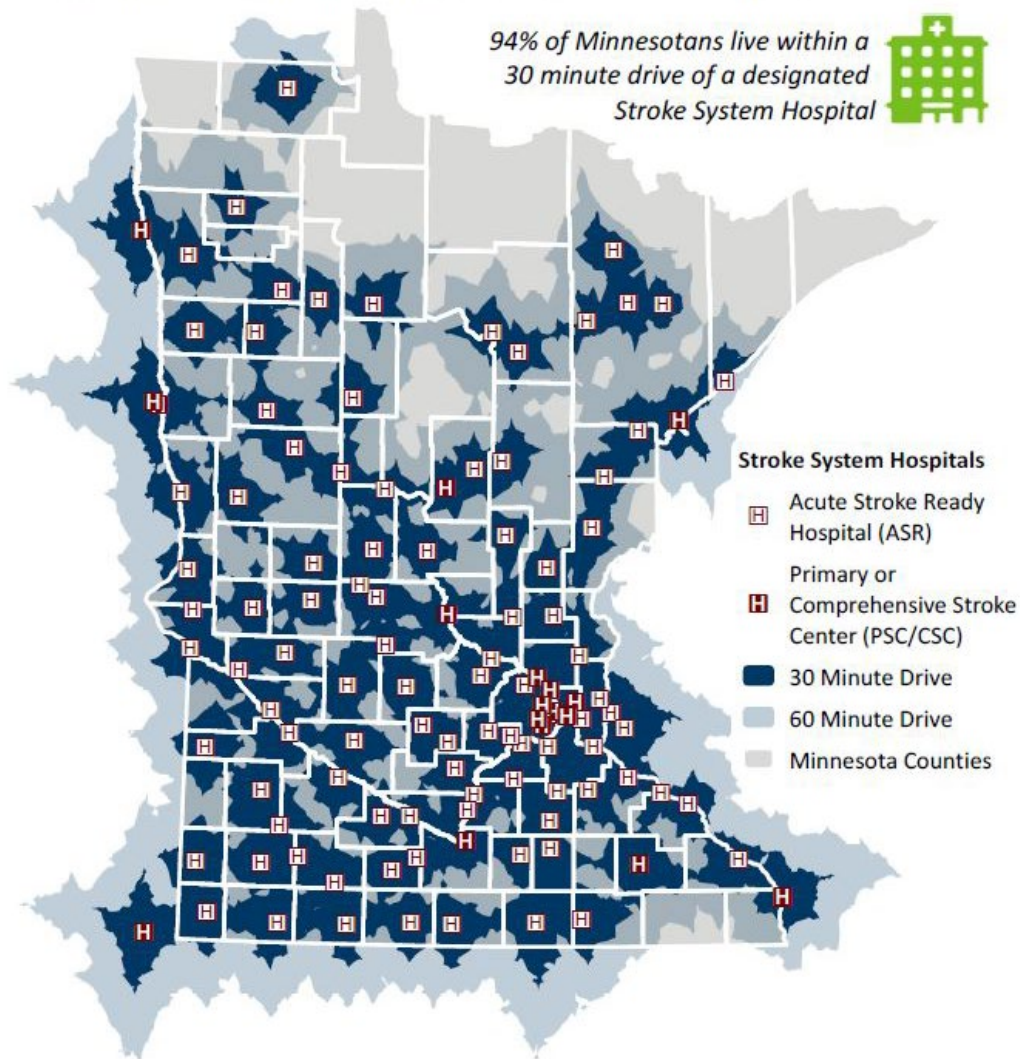 94% of Minnesotans live within a
30 minute drive of a designated
Stroke System Hospital
Stroke System Hospitals
H Acute Stroke Ready
Hospital (ASR)
Primary or
H Comprehensive Stroke
Center (PSC/CSC)
30 Minute Drive
60 Minute Drive
Minnesota Counties